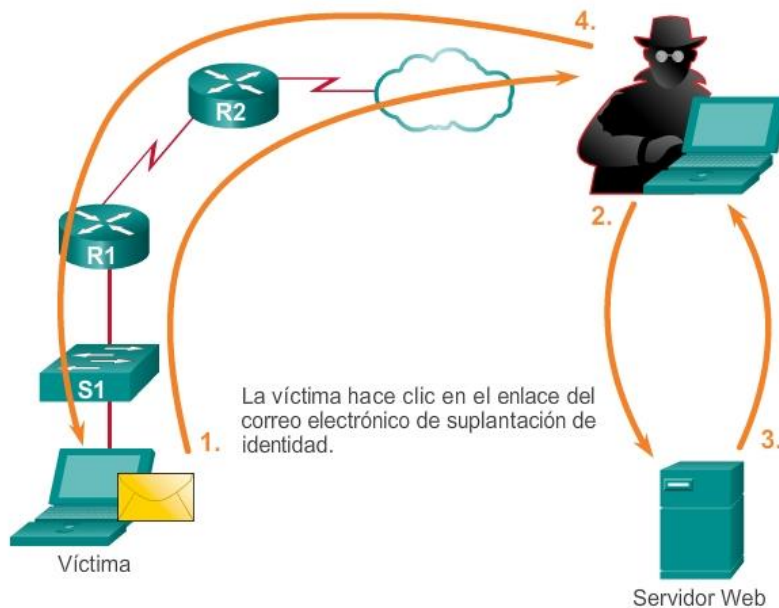 4.
R2
2.
R1
S1
La víctima hace clic en el enlace del
correo electrónico de suplantación de
identidad.
1.
3.
Víctima
Servidor Web